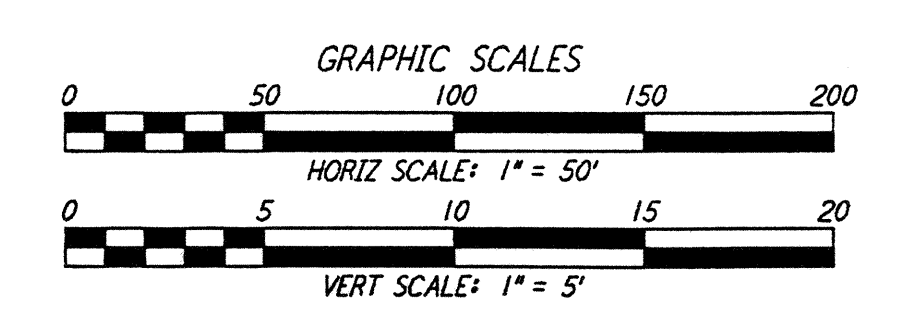 GRAPHIC SCALES
0 50 100 150 200
HORIZ SCALE: 1" = 50'
0 5 10 15 20
VERT SCALE: 1" = 5'